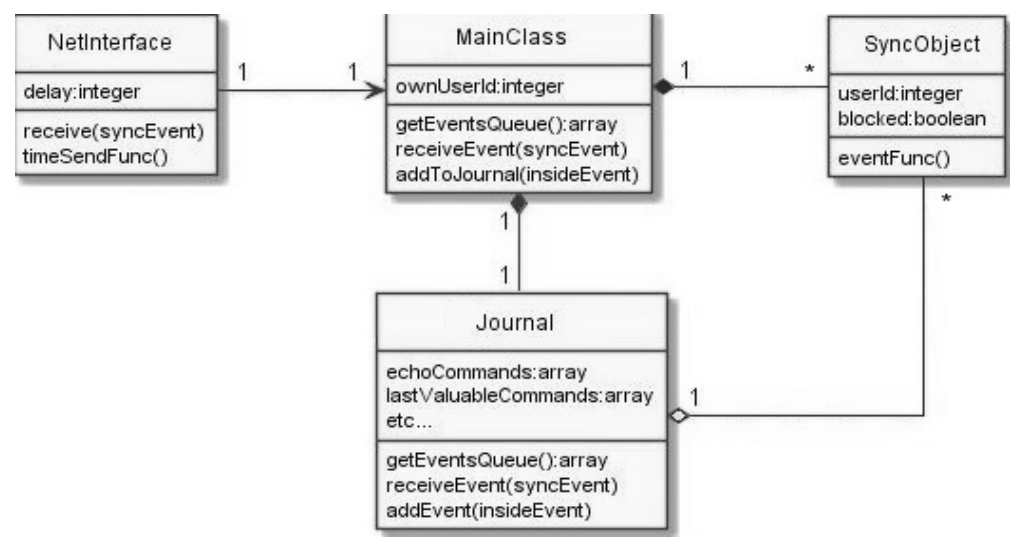 NetInterface
delay:integer
receive(syncEvent)
timeSendFunc()
1
1
MainClass
ownUserId:integer
getEventsQueue():array
receiveEvent(syncEvent)
addToJournal(insideEvent)
1
*
SyncObject
userId:integer
blocked:boolean
eventFunc()
*
1
1
Journal
echoCommands:array
lastValuableCommands:array
etc...
getEventsQueue():array
receiveEvent(syncEvent)
addEvent(insideEvent)
1